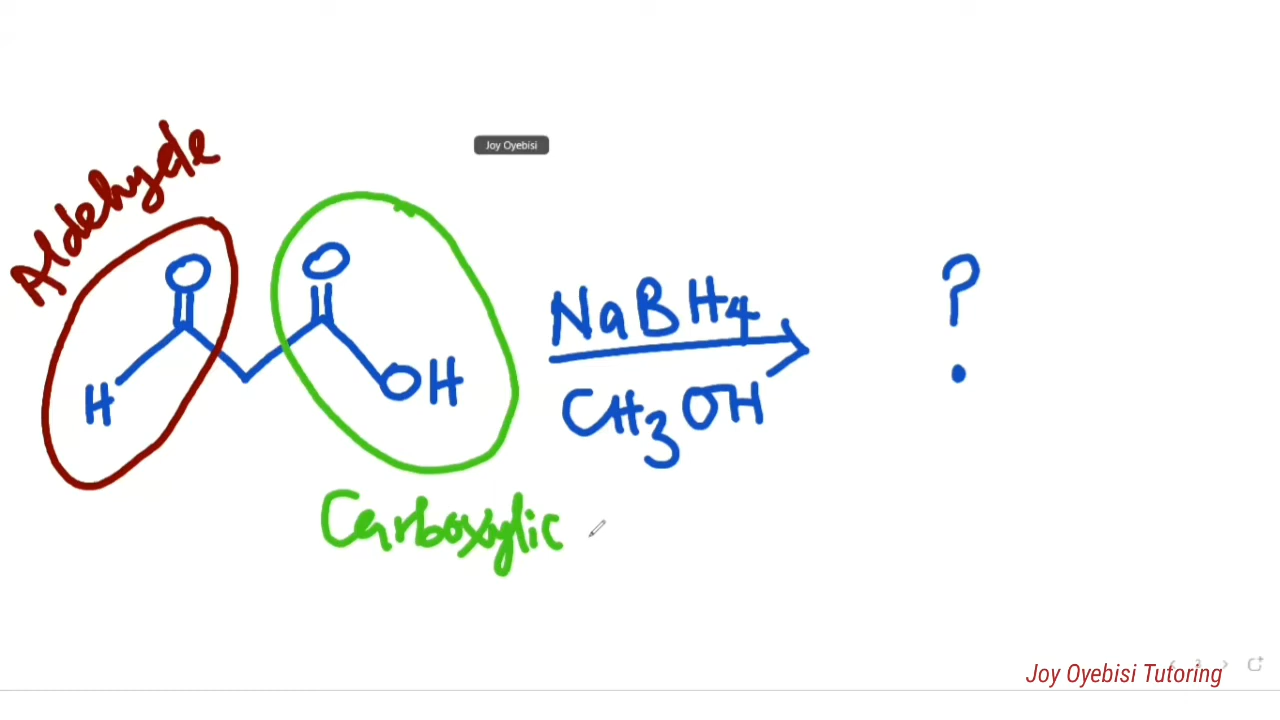 Joy Oyebisi
Aldehyde
O
O
H
OH
NaBH4
CH3OH
?
Carboxylic
Joy Oyebisi Tutoring